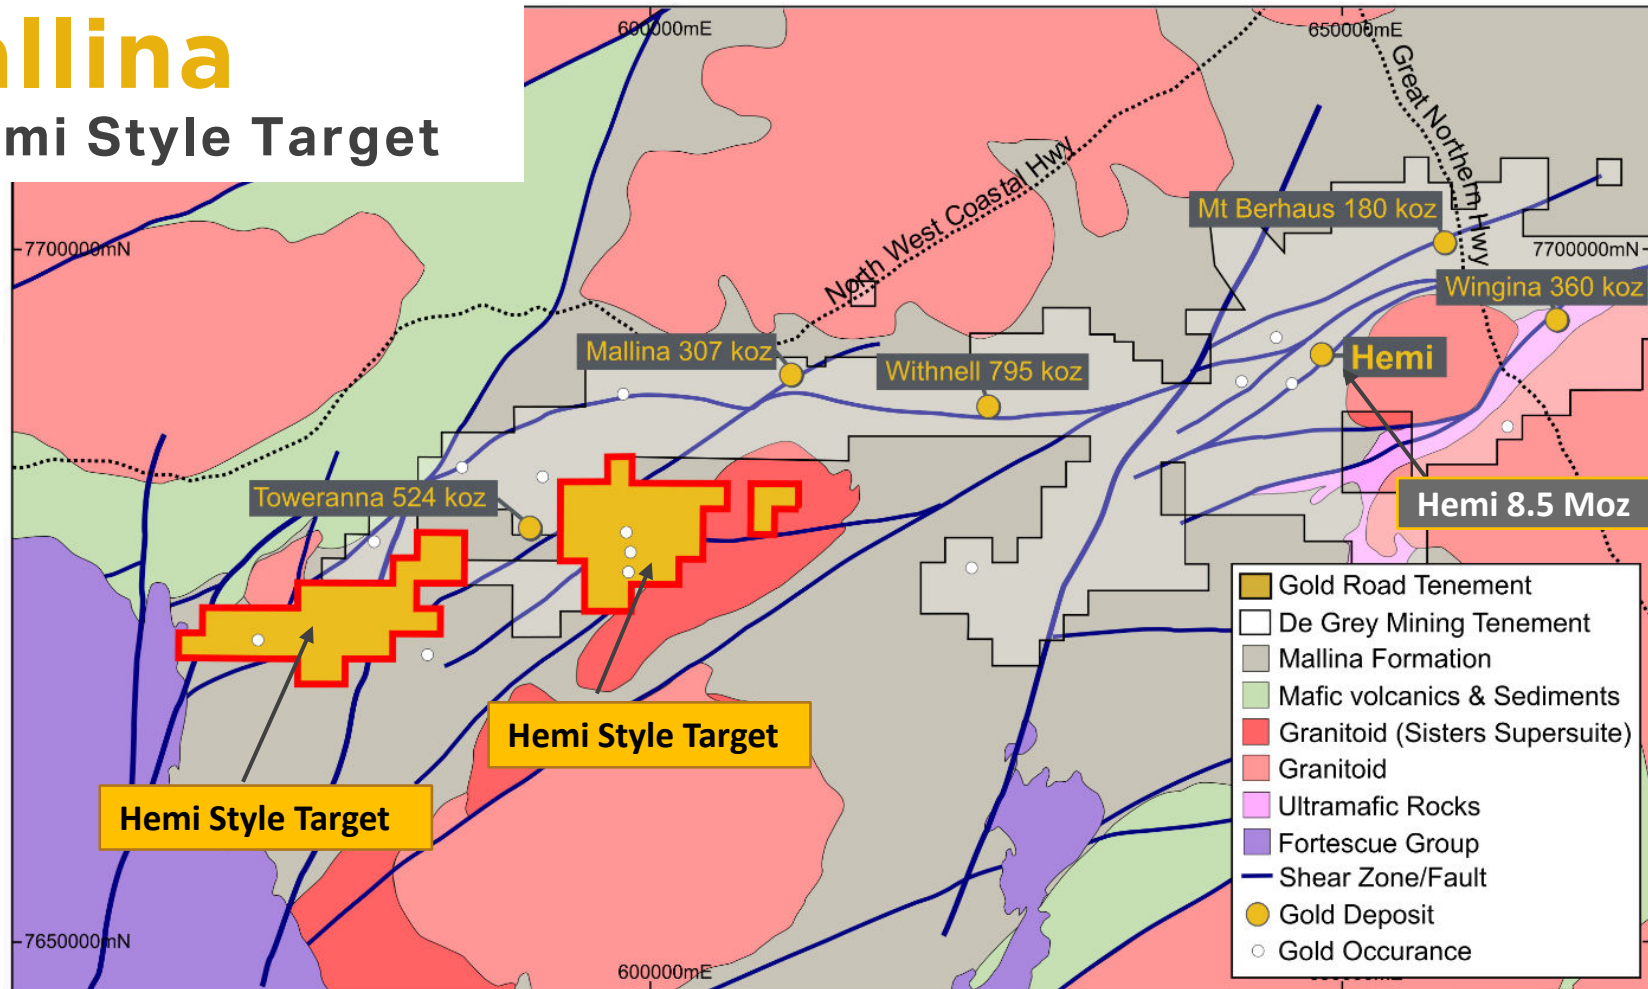 allina
mi Style Target
600000mE
650000mE
Great Northern Hwy
North West Coastal Hwy
Mt Berhaus 180 koz
7700000mN
7700000mN
Wingina 360 koz
Mallina 307 koz
Withnell 795 koz
Hemi
Toweranna 524 koz
Hemi 8.5 Moz
Hemi Style Target
Hemi Style Target
Gold Road Tenement
De Grey Mining Tenement
Mallina Formation
Mafic volcanics & Sediments
Granitoid (Sisters Supersuite)
Granitoid
Ultramafic Rocks
Fortescue Group
Shear Zone/Fault
Gold Deposit
Gold Occurance
7650000mN
600000mE